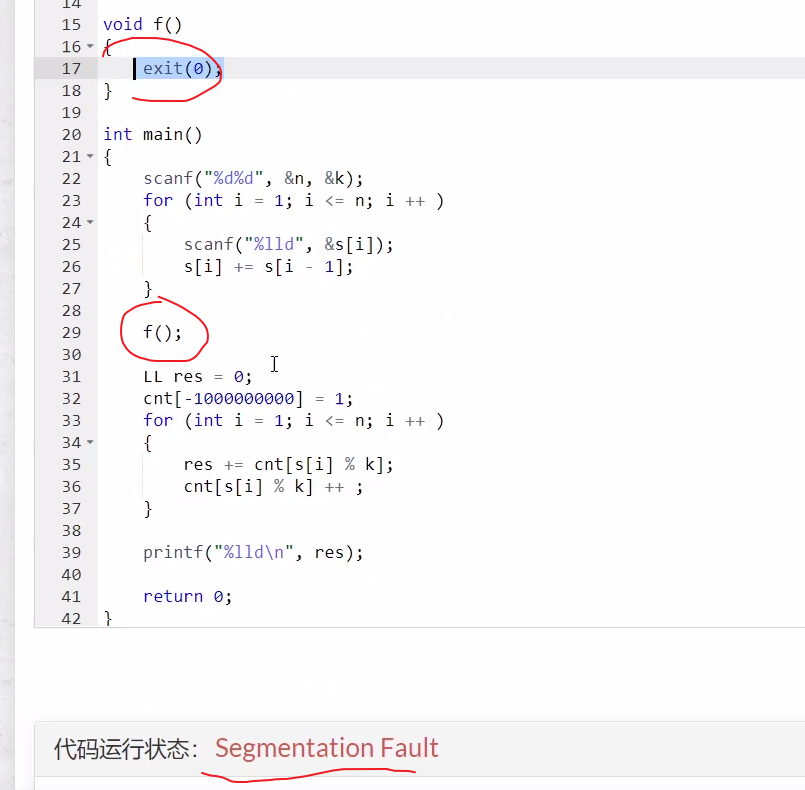 14
15 void f()
16 {
17 exit(0);
18 }
19
20 int main()
21 {
22 scanf("%d%d", &n, &k);
23 for (int i = 1; i <= n; i ++ )
24 {
25 scanf("%lld", &s[i]);
26 s[i] += s[i - 1];
27 }
28
29 f();
30
31 LL res = 0;
32 cnt[-1000000000] = 1;
33 for (int i = 1; i <= n; i ++ )
34 {
35 res += cnt[s[i] % k];
36 cnt[s[i] % k] ++ ;
37 }
38
39 printf("%lld\n", res);
40
41 return 0;
42 }
代码运行状态： Segmentation Fault